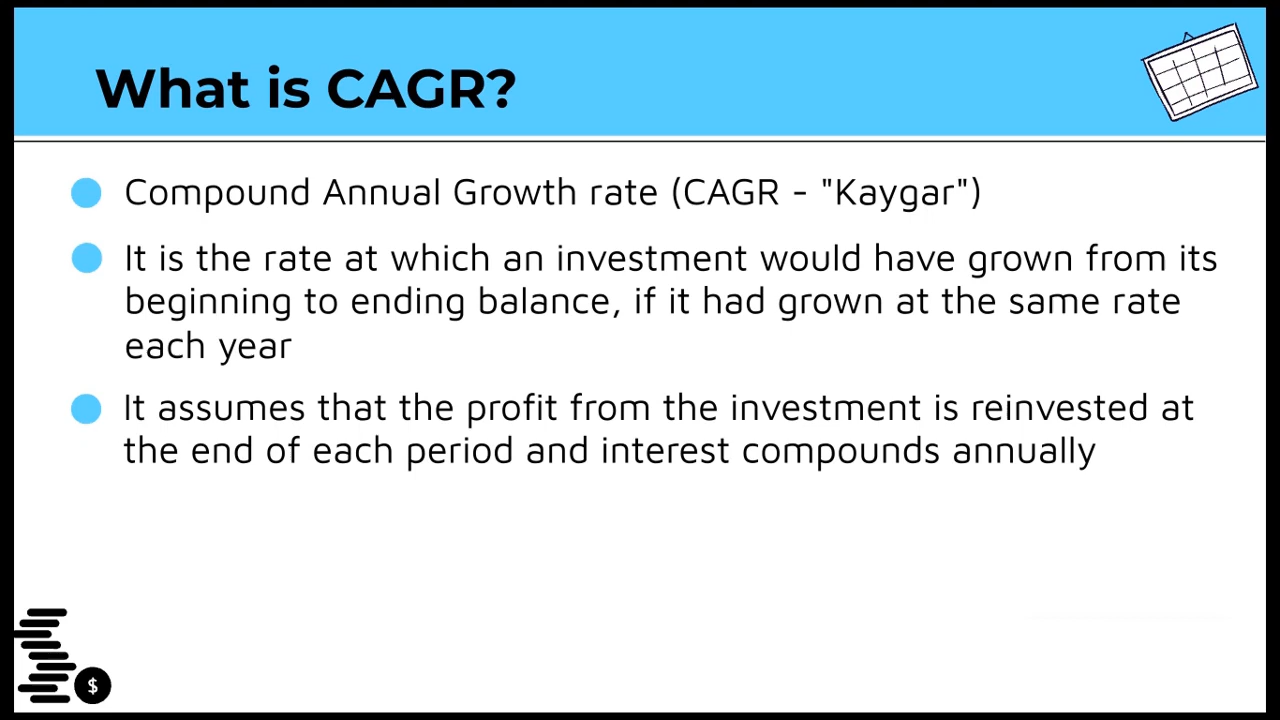 What is CAGR?
Compound Annual Growth rate (CAGR - "Kaygar")
It is the rate at which an investment would have grown from its
beginning to ending balance, if it had grown at the same rate
each year
It assumes that the profit from the investment is reinvested at
the end of each period and interest compounds annually
$